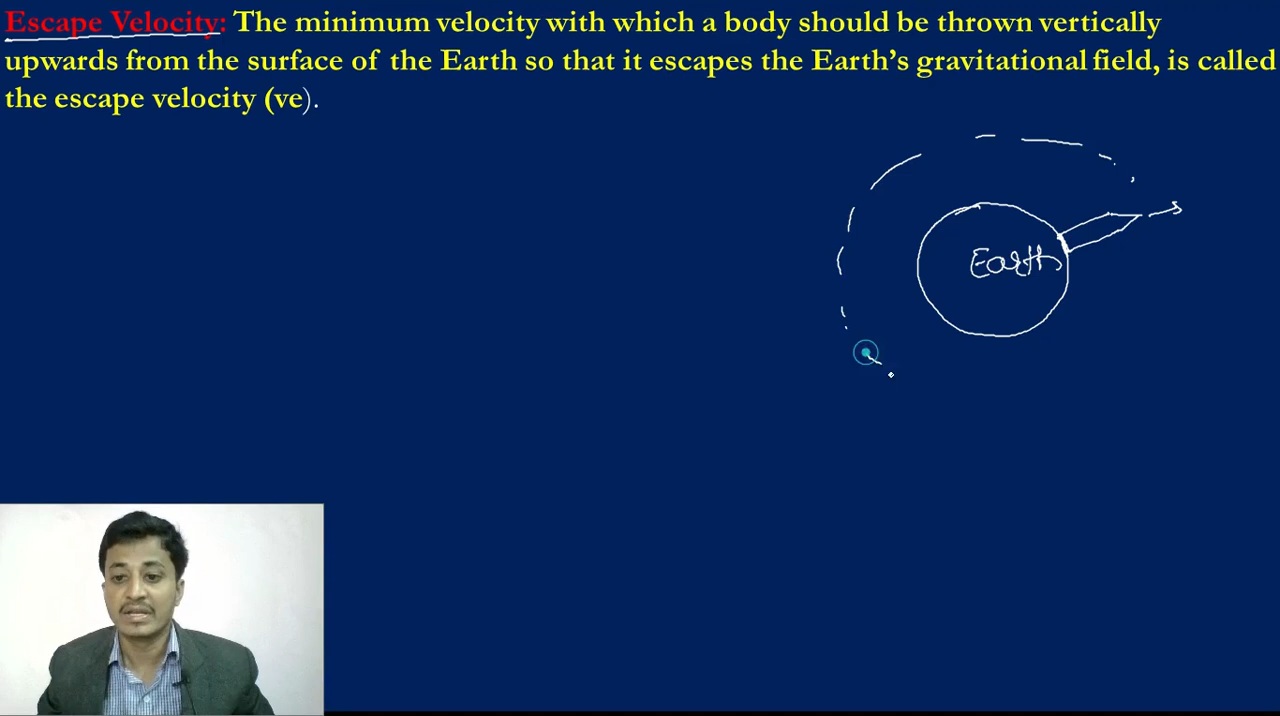 Escape Velocity: The minimum velocity with which a body should be thrown vertically
upwards from the surface of the Earth so that it escapes the Earth's gravitational field, is called
the escape velocity (ve).
Earth